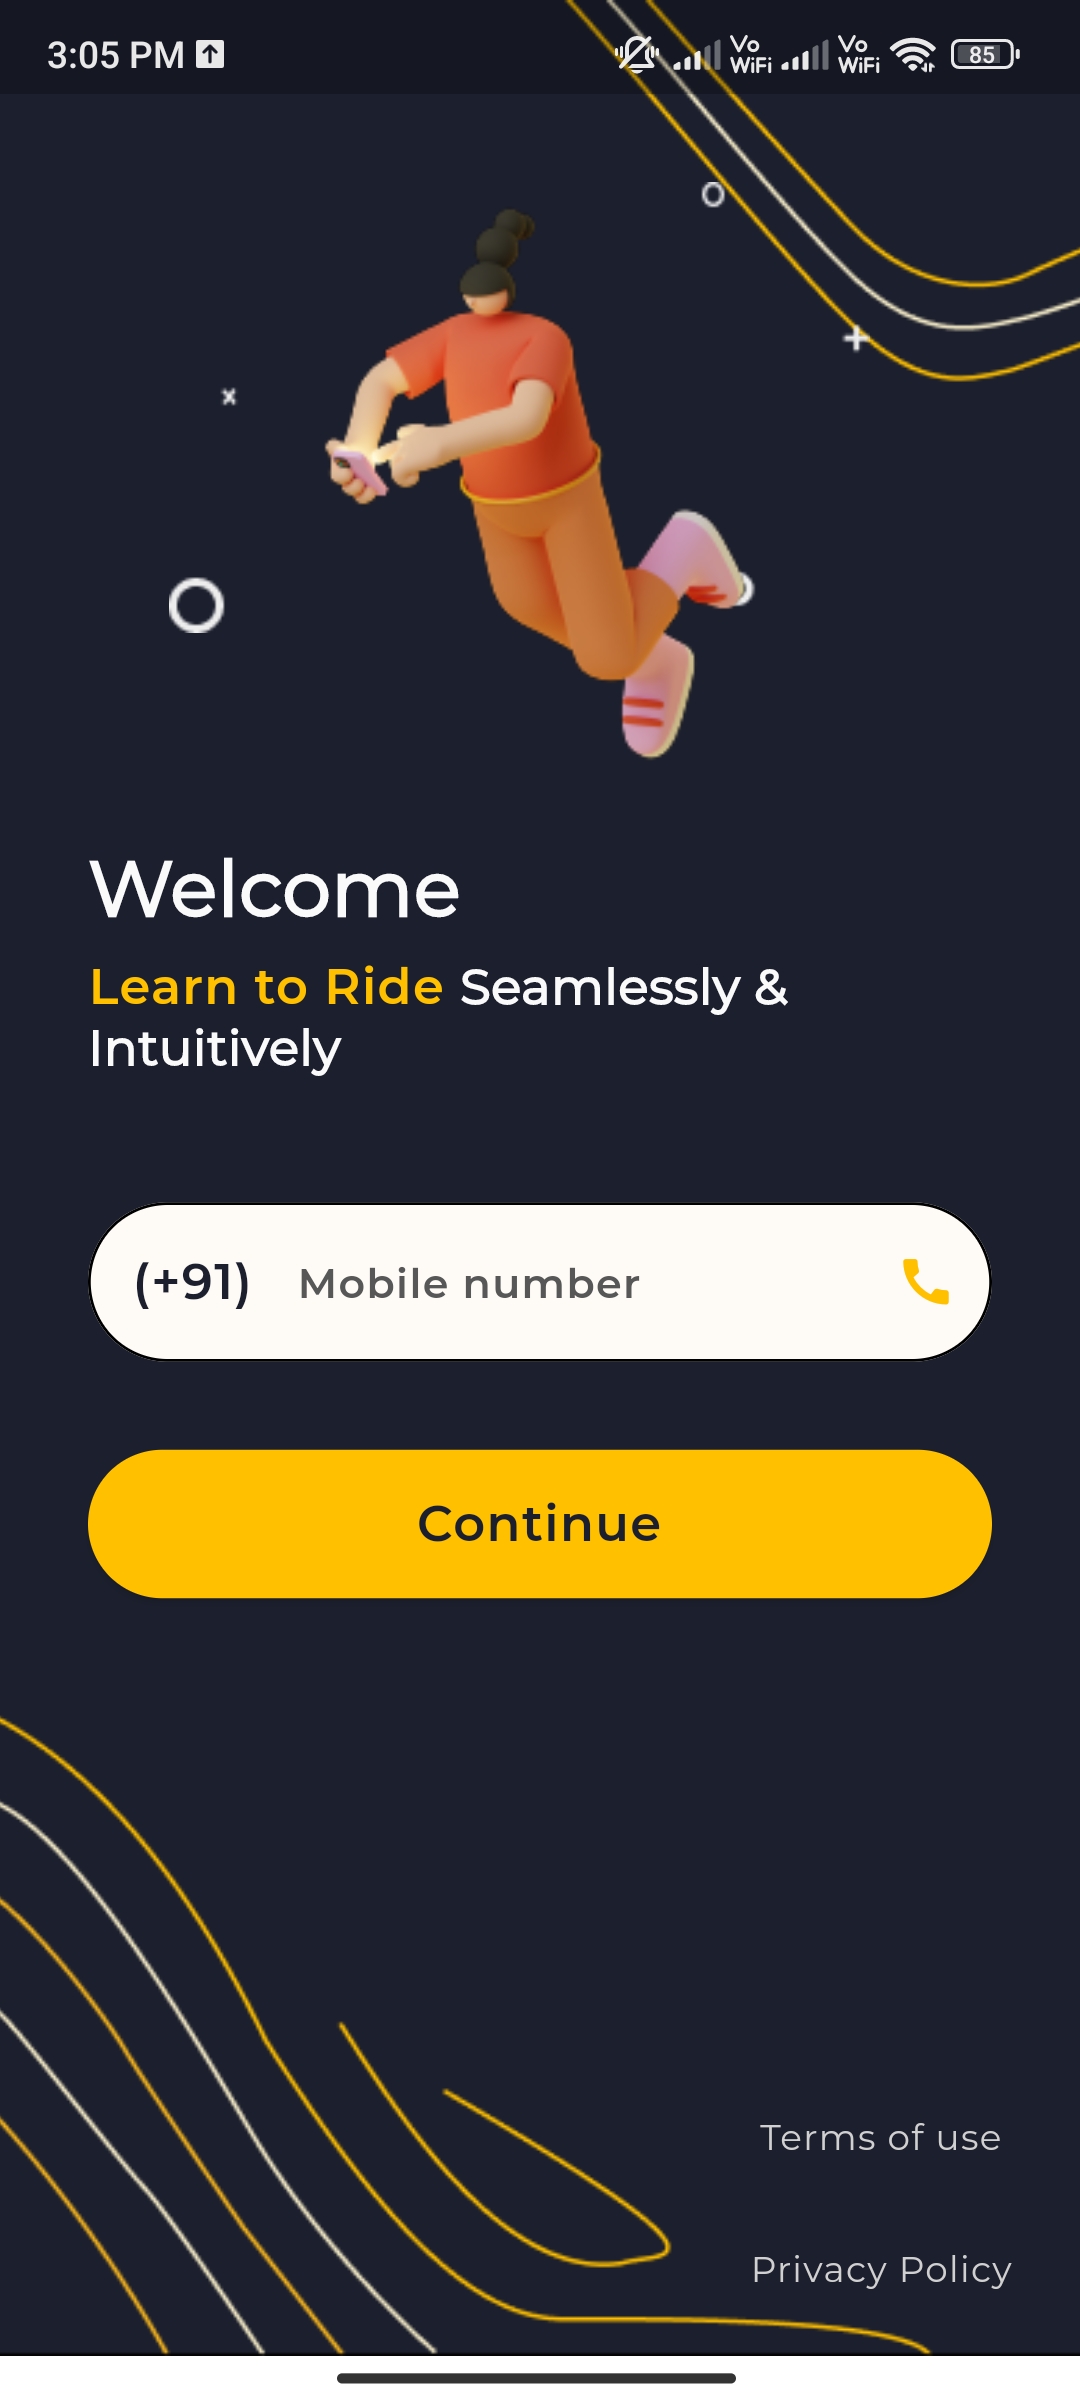 3:05 PM
Vo WiFi Vo WiFi 85
Welcome
Learn to Ride Seamlessly &
Intuitively
(+91) Mobile number
Continue
Terms of use
Privacy Policy